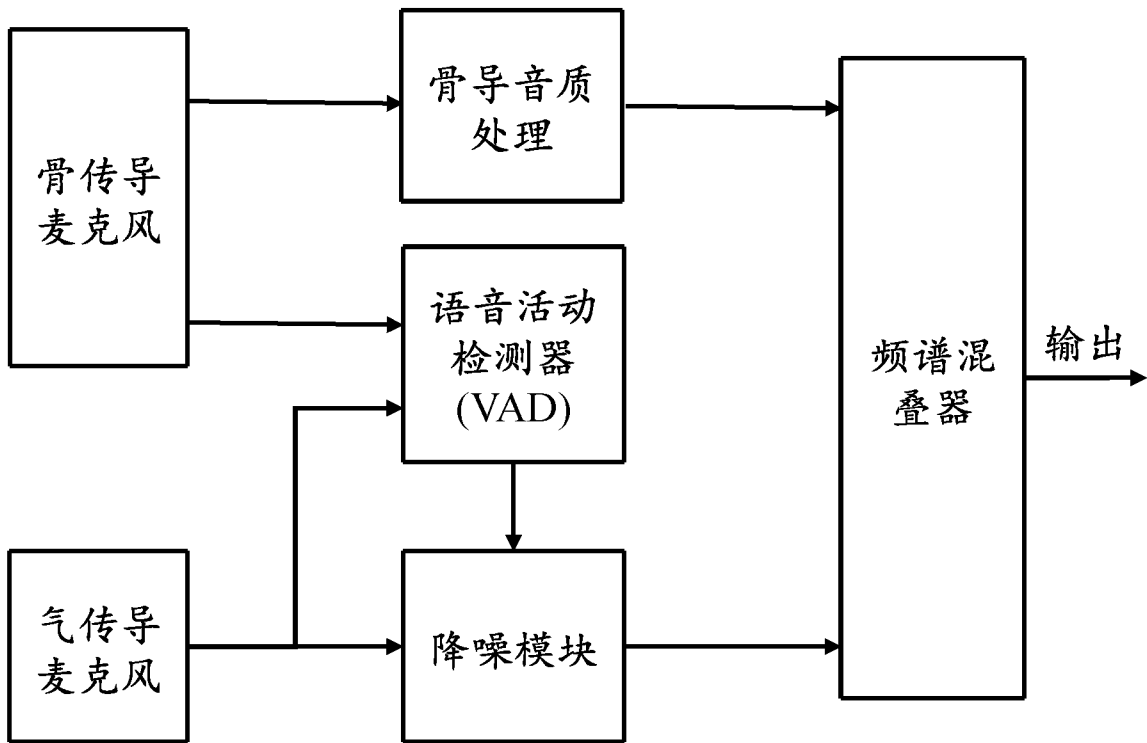 骨传导
麦克风
骨导音质
处理
语音活动
检测器
(VAD)
气传导
麦克风
降噪模块
频谱混
叠器
输出